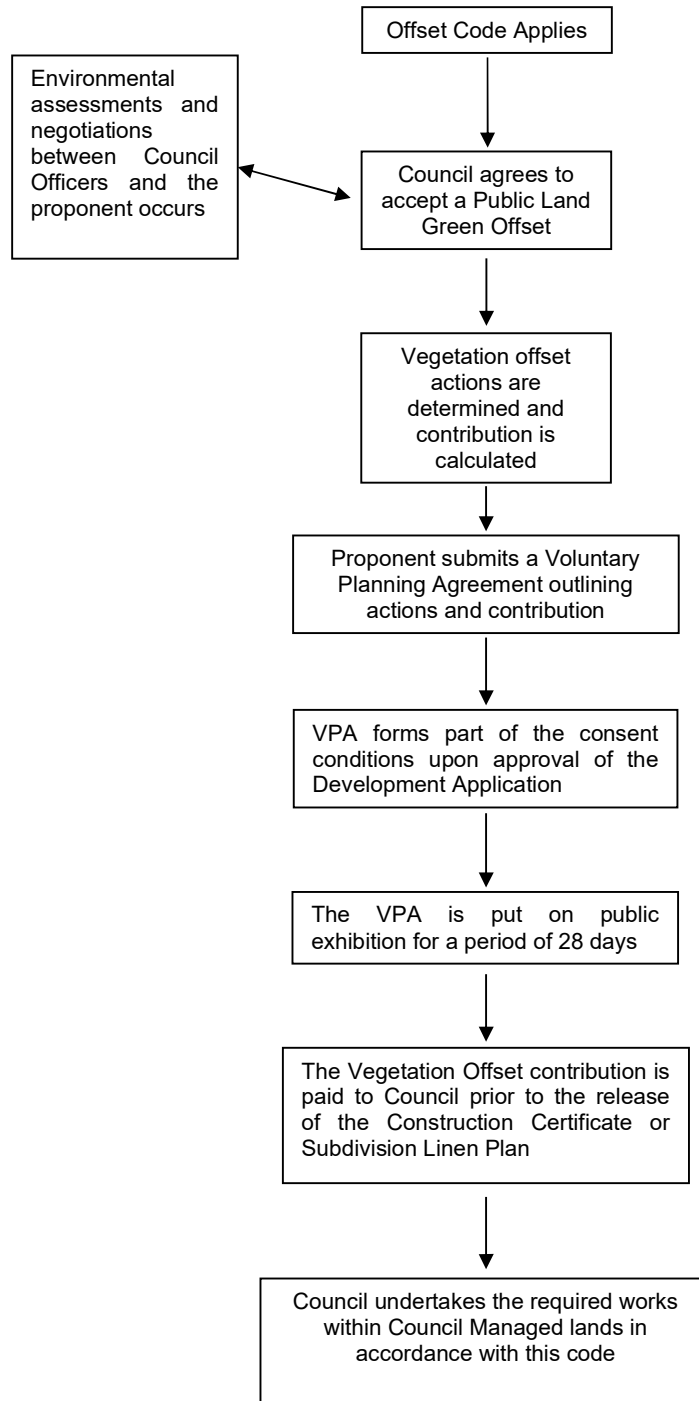 Offset Code Applies
Environmental
assessments and
negotiations
between Council
Officers and the
proponent occurs
Council agrees to
accept a Public Land
Green Offset
Vegetation offset
actions are
determined and
contribution is
calculated
Proponent submits a Voluntary
Planning Agreement outlining
actions and contribution
VPA forms part of the consent
conditions upon approval of the
Development Application
The VPA is put on public
exhibition for a period of 28 days
The Vegetation Offset contribution is
paid to Council prior to the release
of the Construction Certificate or
Subdivision Linen Plan
Council undertakes the required works
within Council Managed lands in
accordance with this code